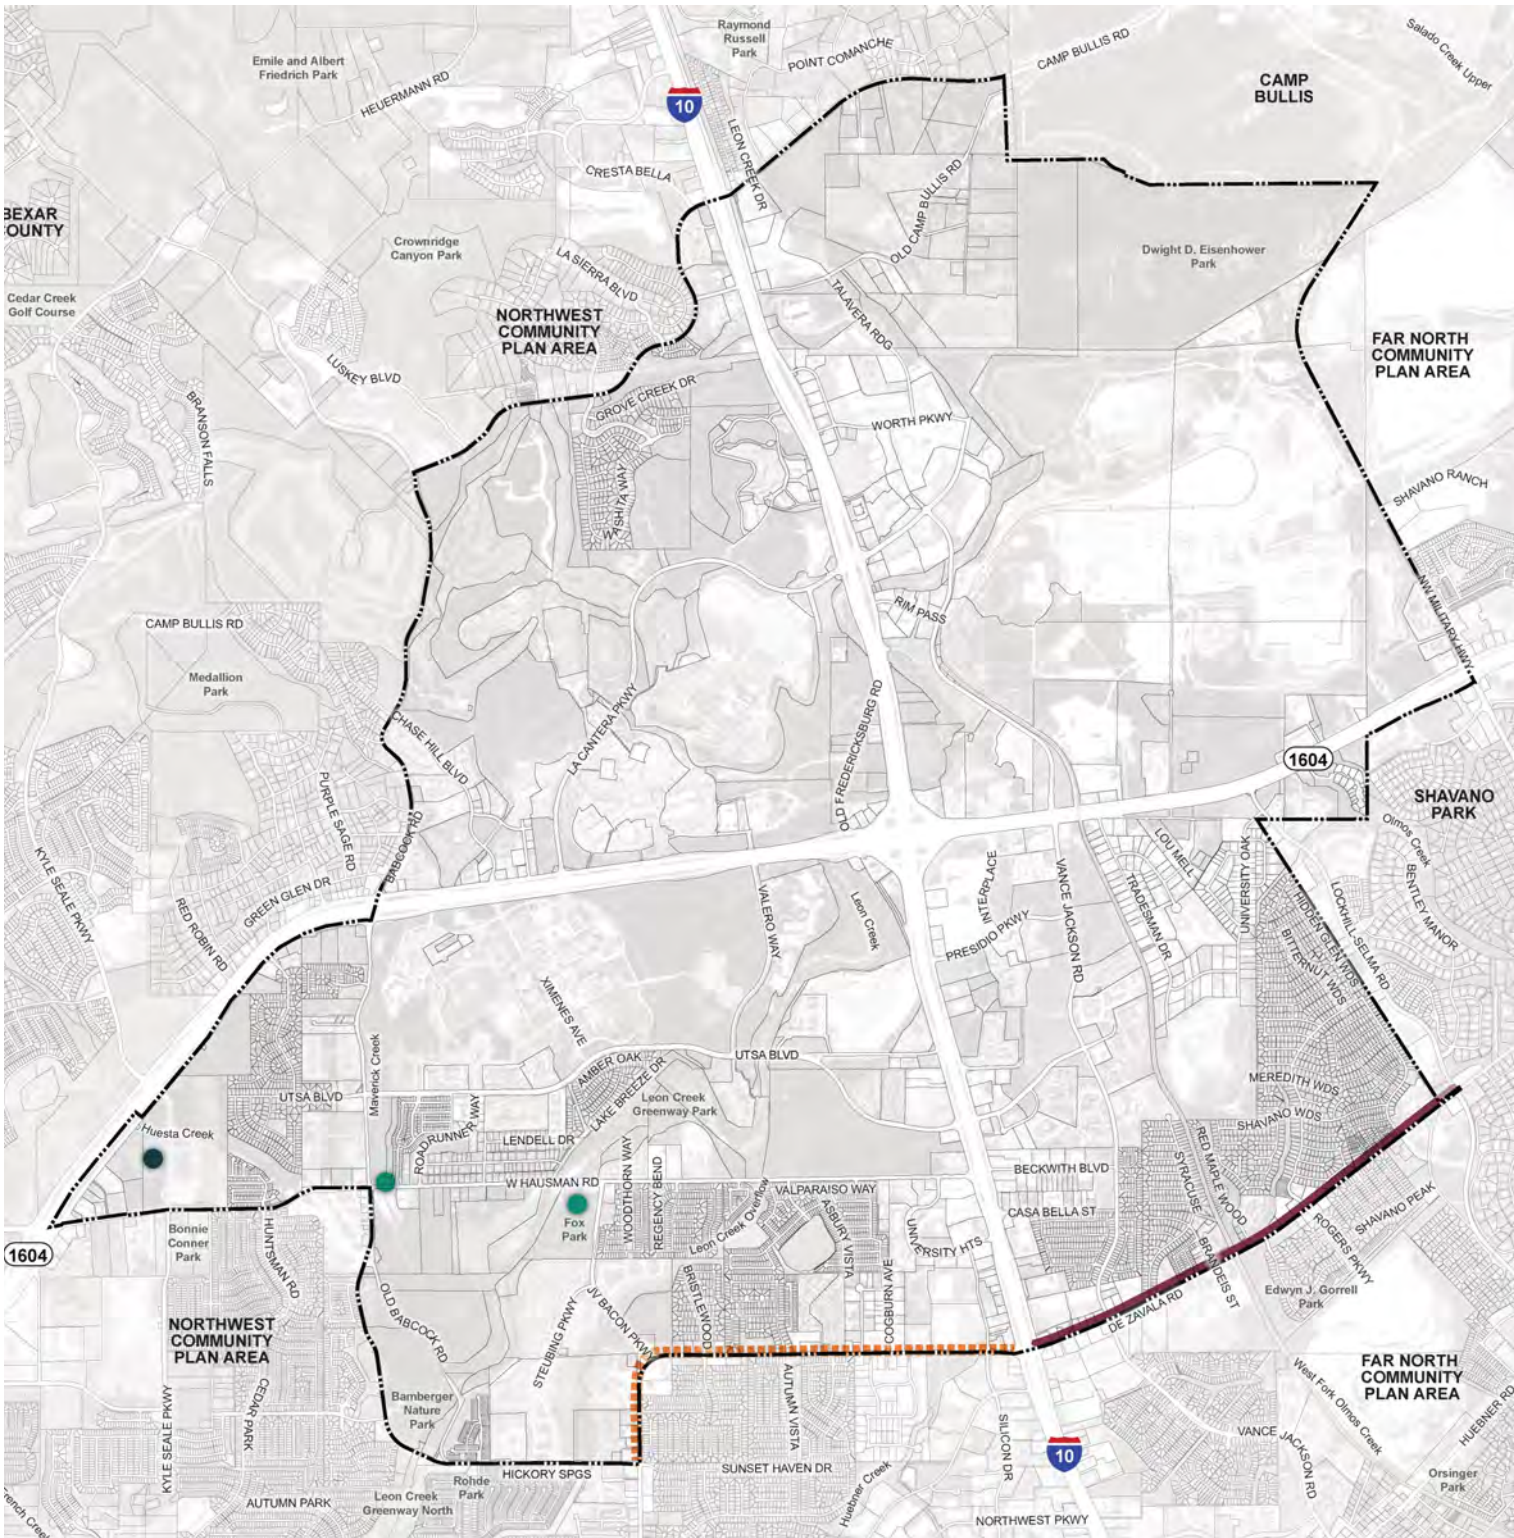 Raymond
Russell
Park
Salado Creek Upper
Emile and Albert
Friedrich Park
POINT COMANCHE
CAMP BULLIS RD
HEUERMANN RD
CAMP
BULLIS
10
LEON CREEK DR
CRESTA BELLA
OLD CAMP BULLIS RD
BEXAR
COUNTY
Crownridge
Canyon Park
LA SIERRA BLVD
Dwight D. Eisenhower
Park
Cedar Creek
Golf Course
NORTHWEST
COMMUNITY
PLAN AREA
TALAVERA RDG
FAR NORTH
COMMUNITY
PLAN AREA
LUSKEY BLVD
GROVE CREEK DR
BRANSON FALLS
WORTH PKWY
WASHITA WAY
SHAVANO RANCH
NW MILITARY HWY
RIM PASS
CAMP BULLIS RD
Medallion
Park
CHASE HILL BLVD
LA CANTERA PKWY
OLD FREDERICKSBURG RD
1604
PURPLE SAGE RD
BABCOCK RD
SHAVANO
PARK
Olmos Creek
KYLE SEALE PKWY
GREEN GLEN DR
RED ROBIN RD
VALERO WAY
Leon Creek
INTERPLACE
PRESIDIO PKWY
VANCE JACKSON RD
TRADESMAN DR
LOU MELL
UNIVERSITY OAK
HIDDEN GLEN WDS
BITTERNUT WDS
LOCKHILL-SELMA RD
BENTLEY MANOR
XIMENES AVE
Maverick Creek
AMBER OAK
UTSA BLVD
LAKE BREEZE DR
Leon Creek
Greenway Park
UTSA BLVD
MEREDITH WDS
SHAVANO WDS
Huesta Creek
ROADRUNNER WAY
LENDELL DR
W HAUSMAN RD
WOODTHORN WAY
REGENCY BEND
Leon Creek Overflow
VALPARAISO WAY
ASBURY VISTA
BECKWITH BLVD
CASA BELLA ST
SYRACUSE
RED MAPLE WOOD
SHAVANO PEAK
ROGERS PKWY
Fox
Park
Bonnie
Conner
Park
HUNTSMAN RD
1604
UNIVERSITY HTS
BRANDEIS ST
Edwyn J. Gorrell
Park
DE ZAVALA RD
OLD BABCOCK RD
STEUBING PKWY
JV BACON PKWY
BRISTLEWOOD
COGBURN AVE
NORTHWEST
COMMUNITY
PLAN AREA
FAR NORTH
COMMUNITY
PLAN AREA
West Fork Olmos Creek
HUEBNER RD
KYLE SEALE PKWY
CEDAR PARK
Bamberger
Nature
Park
AUTUMN VISTA
SILICON DR
10
VANCE JACKSON RD
SUNSET HAVEN DR
HICKORY SPGS
Rohde
Park
Huebner Creek
Orsinger
Park
AUTUMN PARK
Leon Creek
Greenway North
French Creek
NORTHWEST PKWY